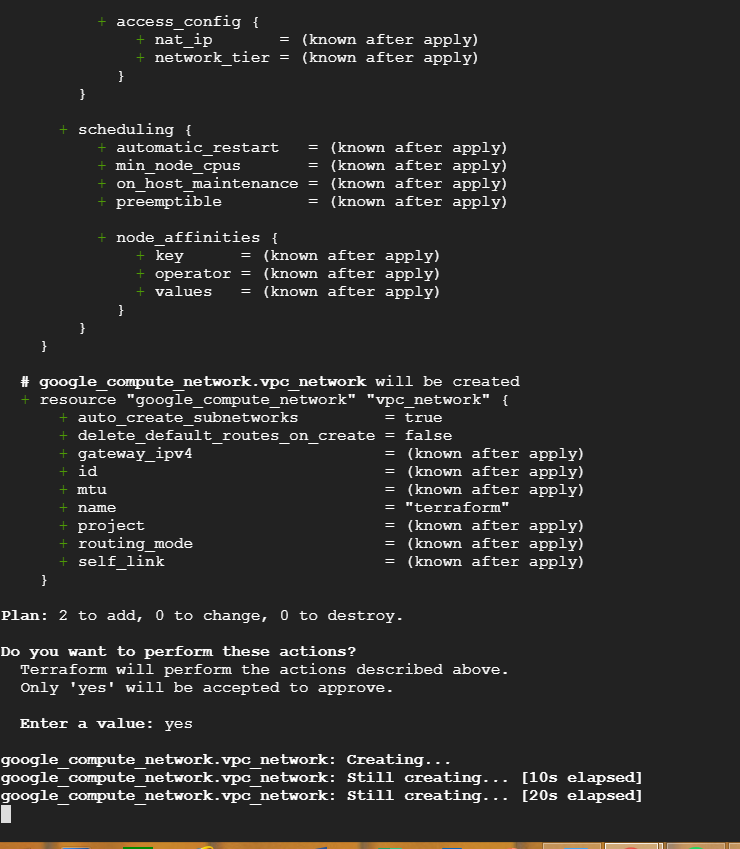 + access_config {
+ nat_ip       = (known after apply)
+ network_tier = (known after apply)
}
}
+ scheduling {
+ automatic_restart   = (known after apply)
+ min_node_cpus       = (known after apply)
+ on_host_maintenance = (known after apply)
+ preemptible         = (known after apply)
+ node_affinities {
+ key      = (known after apply)
+ operator = (known after apply)
+ values   = (known after apply)
}
}
}
# google_compute_network.vpc_network will be created
+ resource "google_compute_network" "vpc_network" {
+ auto_create_subnetworks         = true
+ delete_default_routes_on_create = false
+ gateway_ipv4                    = (known after apply)
+ id                              = (known after apply)
+ mtu                             = (known after apply)
+ name                            = "terraform"
+ project                         = (known after apply)
+ routing_mode                    = (known after apply)
+ self_link                       = (known after apply)
}
Plan: 2 to add, 0 to change, 0 to destroy.
Do you want to perform these actions?
Terraform will perform the actions described above.
Only 'yes' will be accepted to approve.
Enter a value: yes
google_compute_network.vpc_network: Creating...
google_compute_network.vpc_network: Still creating... [10s elapsed]
google_compute_network.vpc_network: Still creating... [20s elapsed]